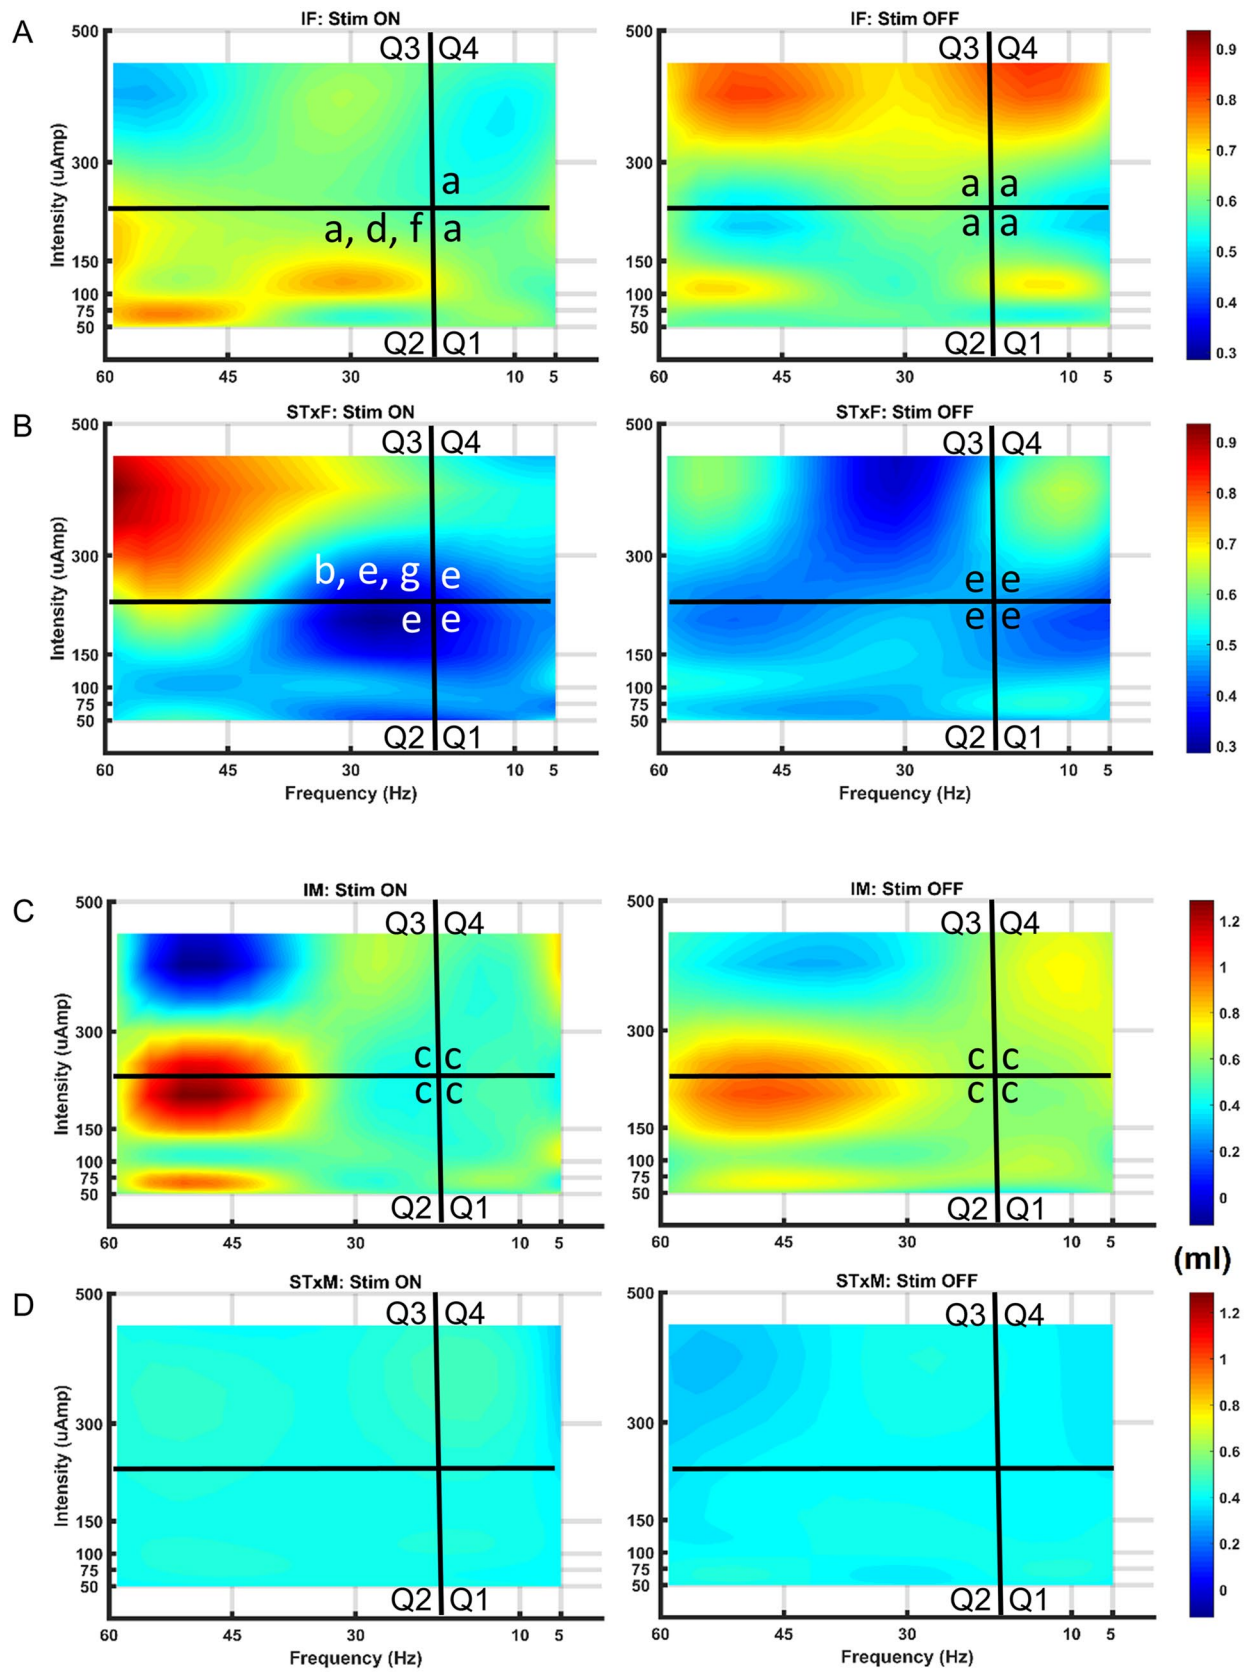 A
IF: Stim ON
IF: Stim OFF
500
Q3 Q4
500
Q3 Q4
0.9
0.8
300
a
300
a a
0.7
Intensity (uAmp)
a, d, f a
a a
0.6
150
150
0.5
100
100
75
75
0.4
50
50
Q2 Q1
Q2 Q1
0.3
60 45 30 10 5
60 45 30 10 5
B
STxF: Stim ON
STxF: Stim OFF
500
Q3 Q4
500
Q3 Q4
0.9
0.8
300
b, e, g e
300
e e
0.7
Intensity (uAmp)
e e
e e
0.6
150
150
0.5
100
100
75
75
0.4
50
50
Q2 Q1
Q2 Q1
0.3
60 45 30 10 5
60 45 30 10 5
Frequency (Hz)
Frequency (Hz)
C
IM: Stim ON
IM: Stim OFF
500
Q3 Q4
500
Q3 Q4
1.2
1
300
c c
300
c c
0.8
Intensity (uAmp)
c c
c c
0.6
150
150
0.4
100
100
75
75
0.2
50
50
Q2 Q1
Q2 Q1
0
60 45 30 10 5
60 45 30 10 5
(ml)
D
STxM: Stim ON
STxM: Stim OFF
500
Q3 Q4
500
Q3 Q4
1.2
1
300
300
0.8
Intensity (uAmp)
0.6
150
150
0.4
100
100
75
75
0.2
50
50
Q2 Q1
Q2 Q1
0
60 45 30 10 5
60 45 30 10 5
Frequency (Hz)
Frequency (Hz)